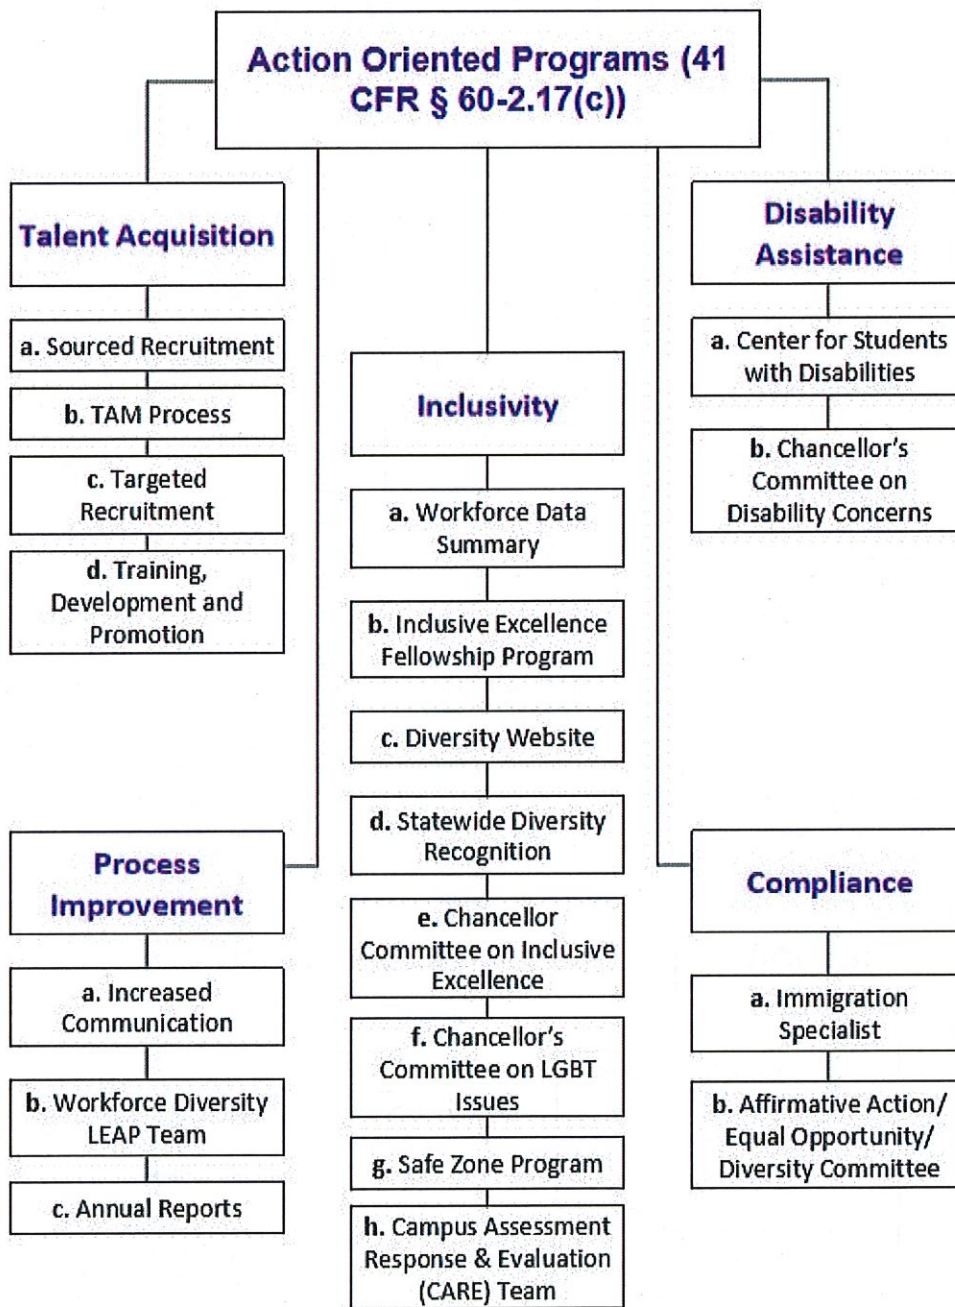 Action Oriented Programs (41
CFR § 60-2.17(c))
Talent Acquisition
a. Sourced Recruitment
b. TAM Process
c. Targeted
Recruitment
d. Training,
Development and
Promotion
Process
Improvement
a. Increased
Communication
b. Workforce Diversity
LEAP Team
c. Annual Reports
Inclusivity
a. Workforce Data
Summary
b. Inclusive Excellence
Fellowship Program
c. Diversity Website
d. Statewide Diversity
Recognition
e. Chancellor
Committee on Inclusive
Excellence
f. Chancellor's
Committee on LGBT
Issues
g. Safe Zone Program
h. Campus Assessment
Response & Evaluation
(CARE) Team
Disability
Assistance
a. Center for Students
with Disabilities
b. Chancellor's
Committee on
Disability Concerns
Compliance
a. Immigration
Specialist
b. Affirmative Action/
Equal Opportunity/
Diversity Committee